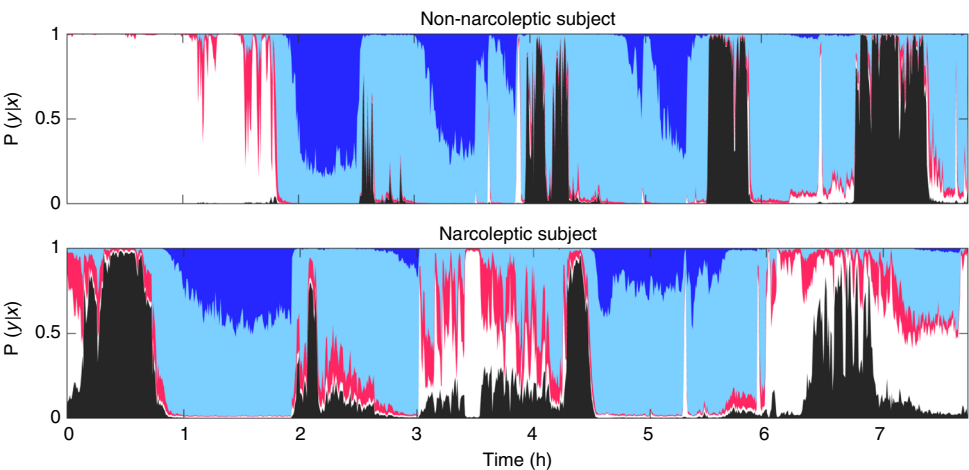 Non-narcoleptic subject
1
0.5
0
P (y|x)
Narcoleptic subject
1
0.5
0
P (y|x)
0 1 2 3 4 5 6 7
Time (h)